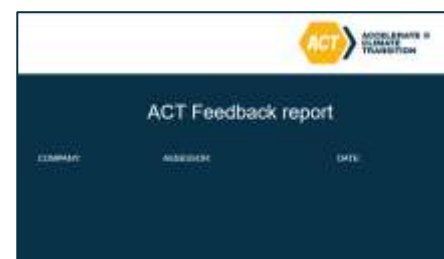 ACT
ACCELERATE
CLIMATE
TRANSITION
ACT Feedback report
COMPANY ASSESSOR DATE